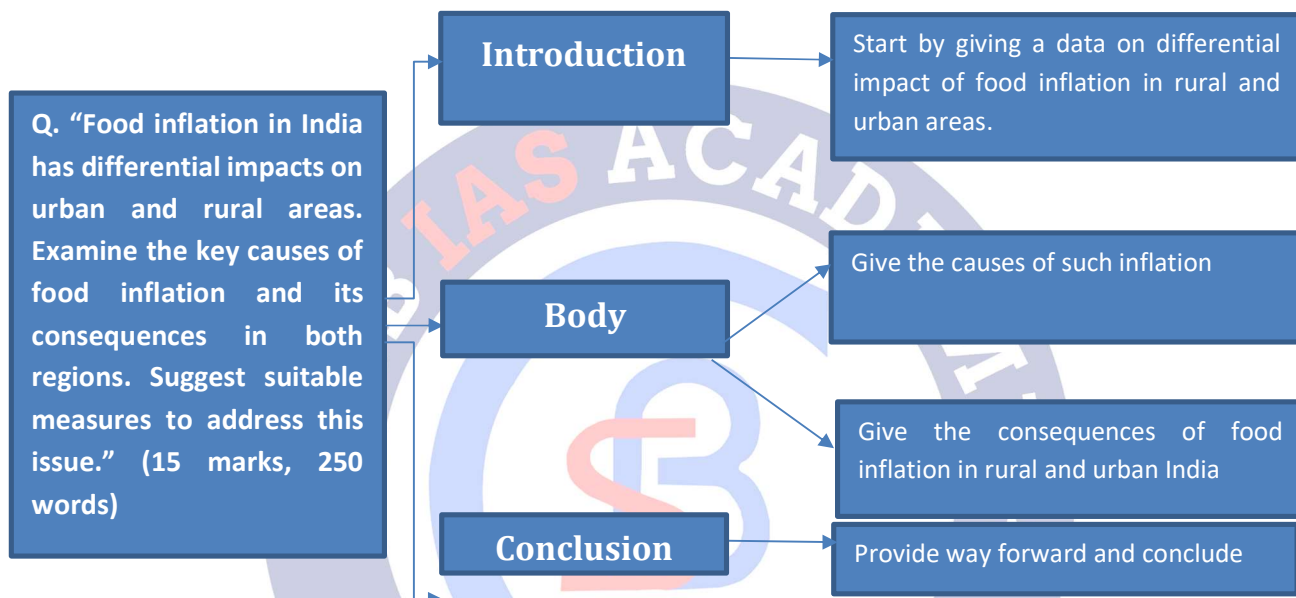 Q. “Food inflation in India
has differential impacts on
urban and rural areas.
Examine the key causes of
food inflation and its
consequences in both
regions. Suggest suitable
measures to address this
issue.” (15 marks, 250
words)
Introduction
Start by giving a data on differential
impact of food inflation in rural and
urban areas.
Body
Give the causes of such inflation
Give the consequences of food
inflation in rural and urban India
Conclusion
Provide way forward and conclude
IAS ACAD